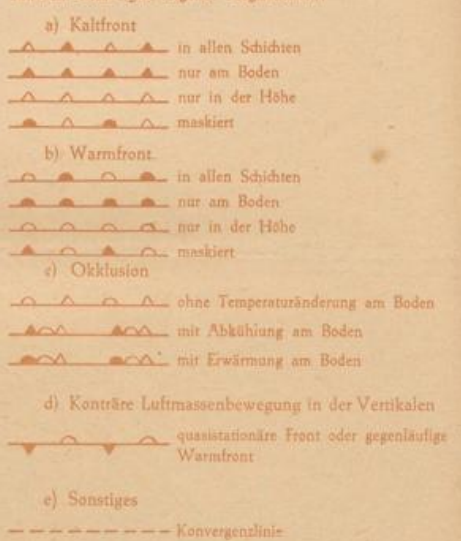 a) Kaltfront
in allen Schichten
nur am Boden
nur in der Höhe
maskiert
b) Warmfront.
in allen Schichten
nur am Boden
nur in der Höhe
maskiert
c) Okklusion
ohne Temperaturänderung am Boden
mit Abkühlung am Boden
mit Erwärmung am Boden
d) Konträre Luftmassenbewegung in der Vertikalen
quasistationäre Front oder gegenläufige
Warmfront
e) Sonstiges
Konvergenzlinie